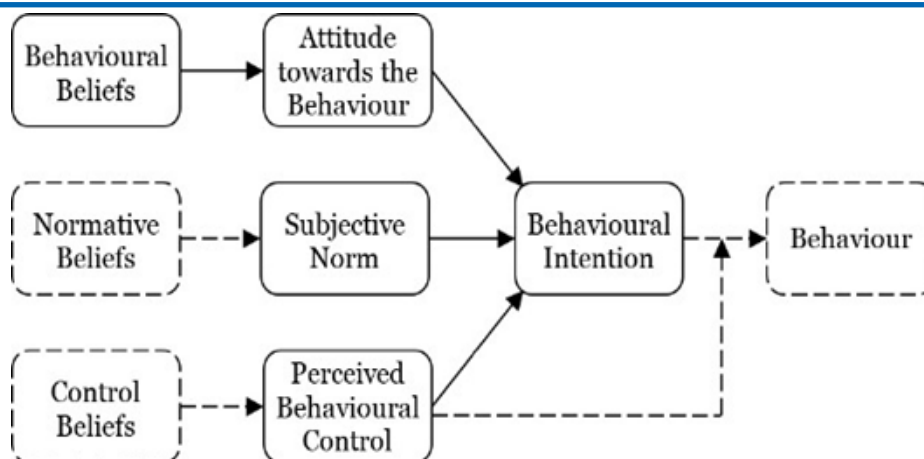 Behavioural
Beliefs
Attitude
towards the
Behaviour
Normative
Beliefs
Subjective
Norm
Behavioural
Intention
Behaviour
Control
Beliefs
Perceived
Behavioural
Control